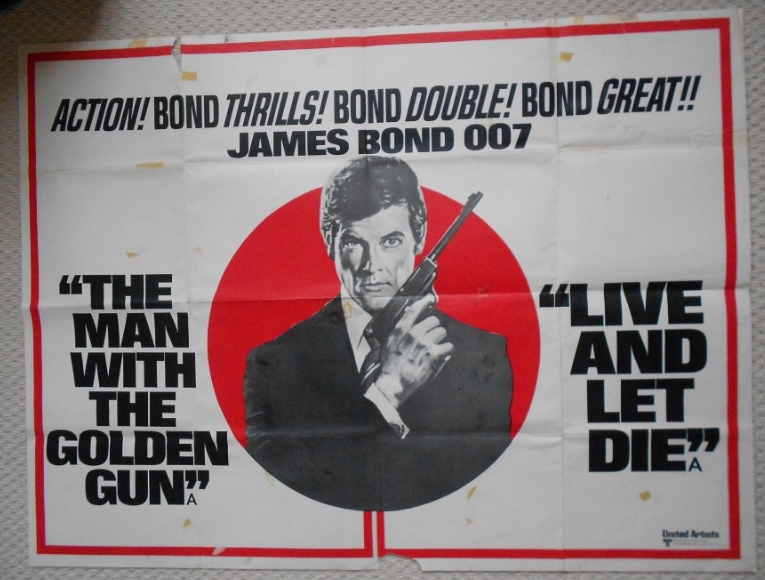 ACTION! BOND THRILLS! BOND DOUBLE! BOND GREAT!!
JAMES BOND 007
“THE
MAN
WITH
THE
GOLDEN
GUN”
A
“LIVE
AND
LET
DIE”
A
United Artists